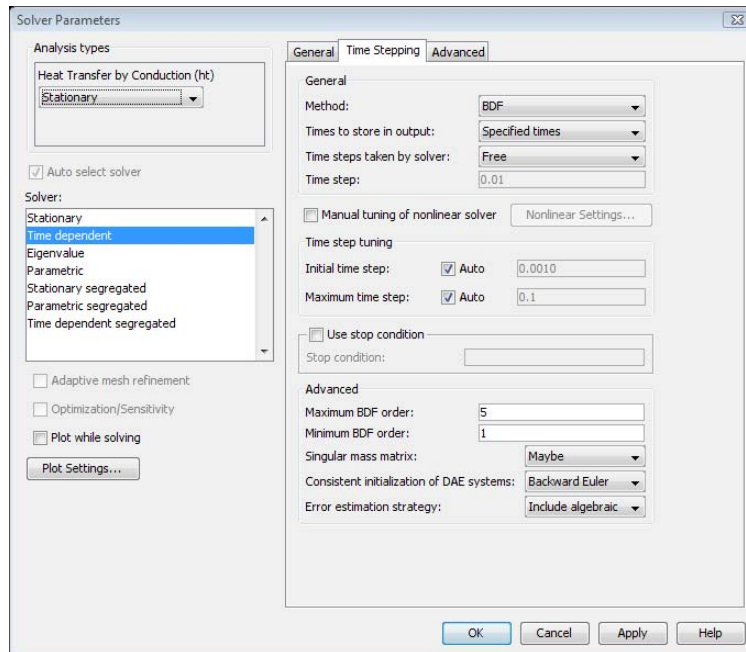 Solver Parameters
Analysis types
Heat Transfer by Conduction (ht)
Stationary
Auto select solver
Solver:
Stationary
Time dependent
Eigenvalue
Parametric
Stationary segregated
Parametric segregated
Time dependent segregated
Adaptive mesh refinement
Optimization/Sensitivity
Plot while solving
Plot Settings...
General Time Stepping Advanced
General
Method: BDF
Times to store in output: Specified times
Time steps taken by solver: Free
Time step: 0.01
Manual tuning of nonlinear solver Nonlinear Settings...
Time step tuning
Initial time step: Auto 0.0010
Maximum time step: Auto 0.1
Use stop condition
Stop condition:
Advanced
Maximum BDF order: 5
Minimum BDF order: 1
Singular mass matrix: Maybe
Consistent initialization of DAE systems: Backward Euler
Error estimation strategy: Include algebraic
OK Cancel Apply Help